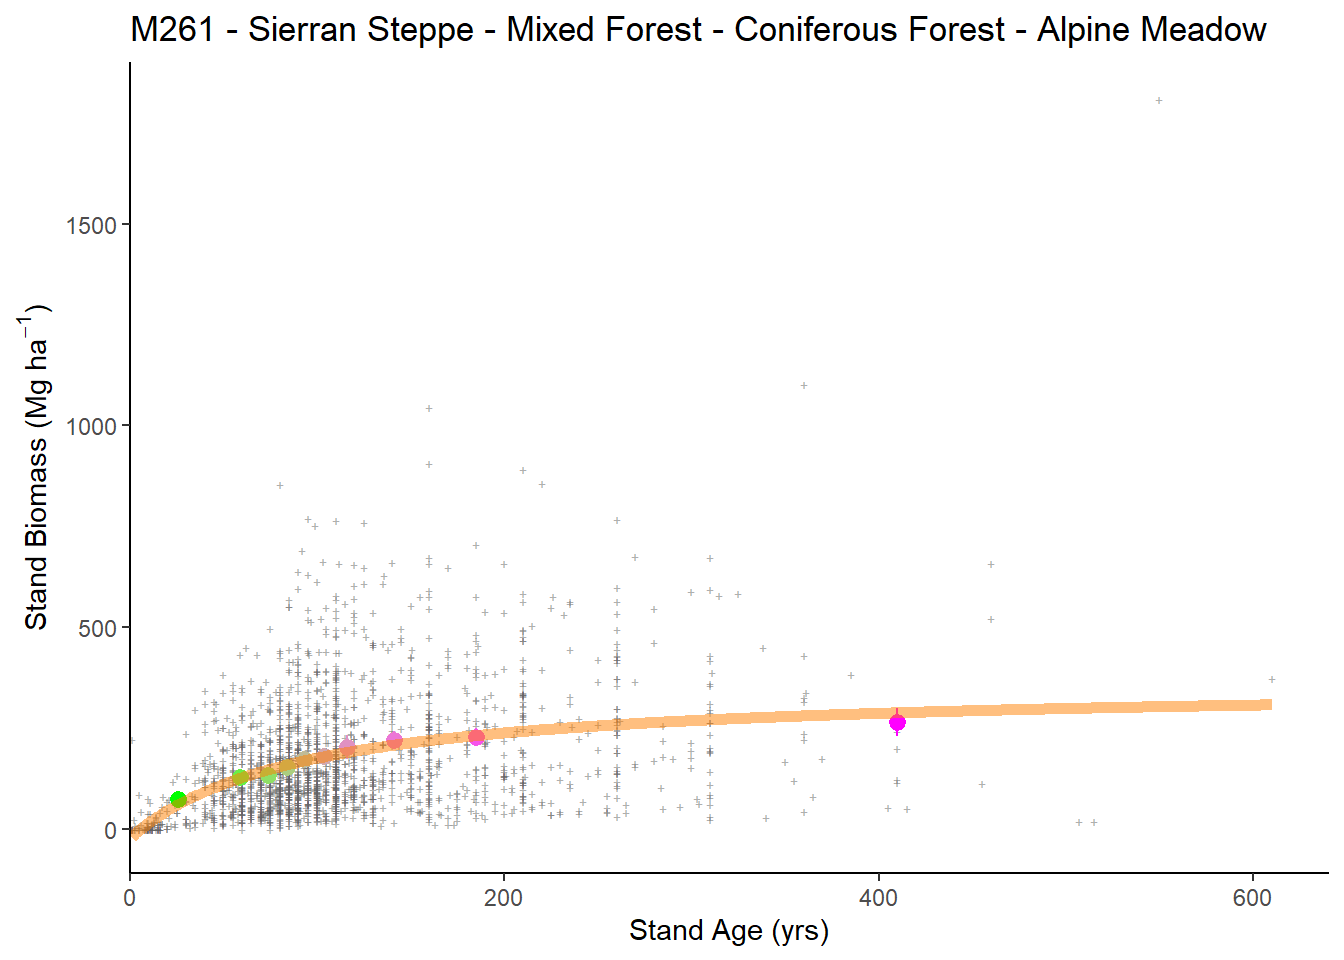 M261 - Sierran Steppe - Mixed Forest - Coniferous Forest - Alpine Meadow
Stand Biomass (Mg ha⁻¹)
1500
1000
500
0
0 200 400 600
Stand Age (yrs)